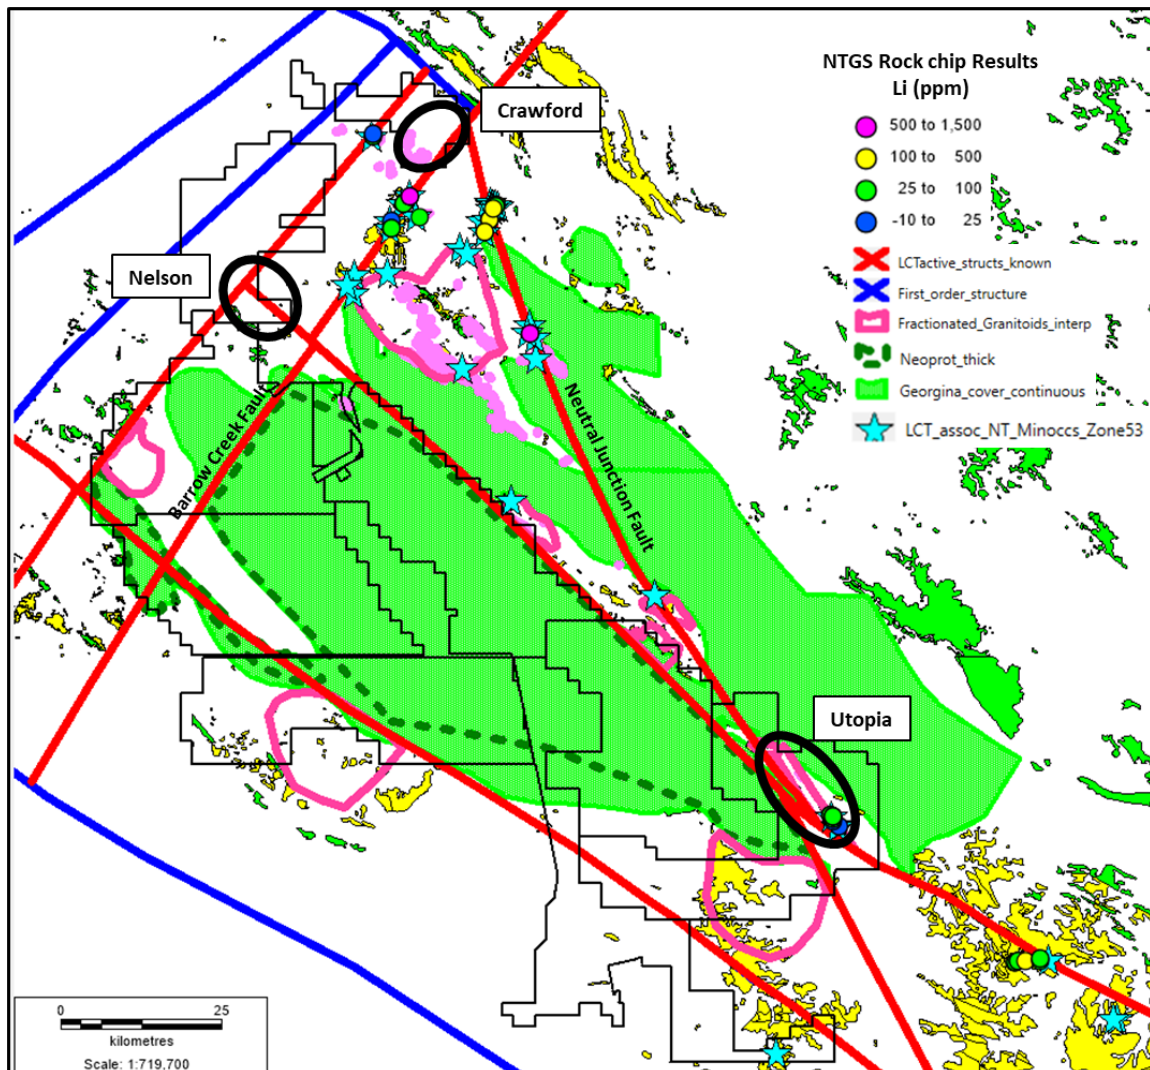 NTGS Rock chip Results
Li (ppm)
500 to 1,500
100 to 500
25 to 100
-10 to 25
LCTactive_structs_known
First_order_structure
Fractionated_Granitoids_interp
Neoprot_thick
Georgina_cover_continuous
LCT_assoc_NT_Minoccs_Zone53
Crawford
Nelson
Barrow Creek Fault
Neutral Junction Fault
Utopia
0 25
kilometres
Scale: 1:719,700